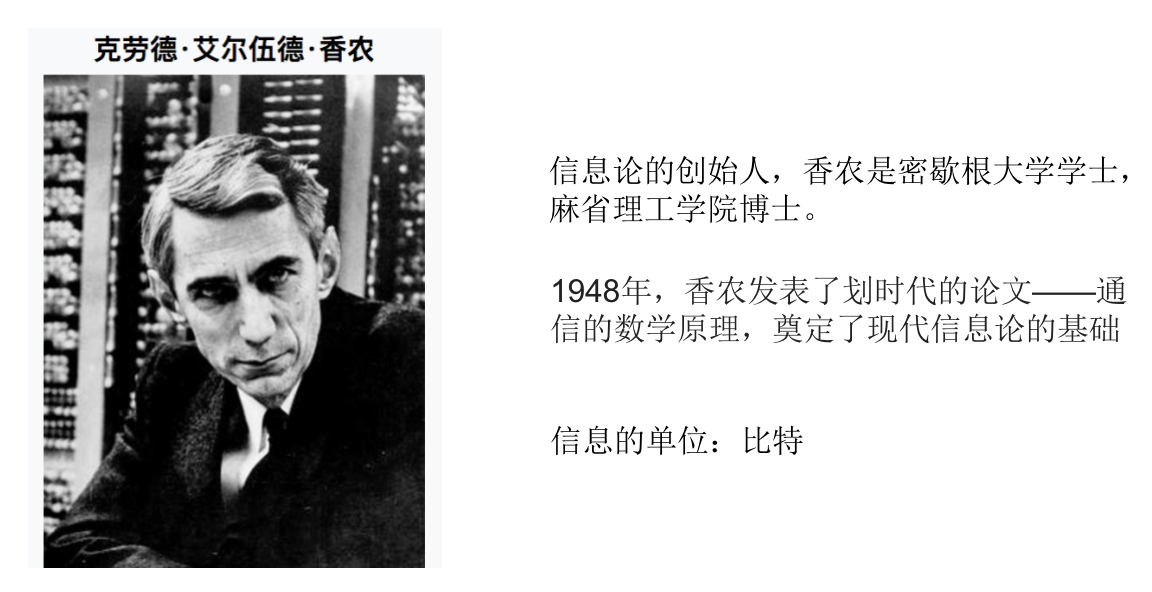 克劳德·艾尔伍德·香农
信息论的创始人，香农是密歇根大学学士，
麻省理工学院博士。
1948年，香农发表了划时代的论文——通
信的数学原理，奠定了现代信息论的基础
信息的单位：比特